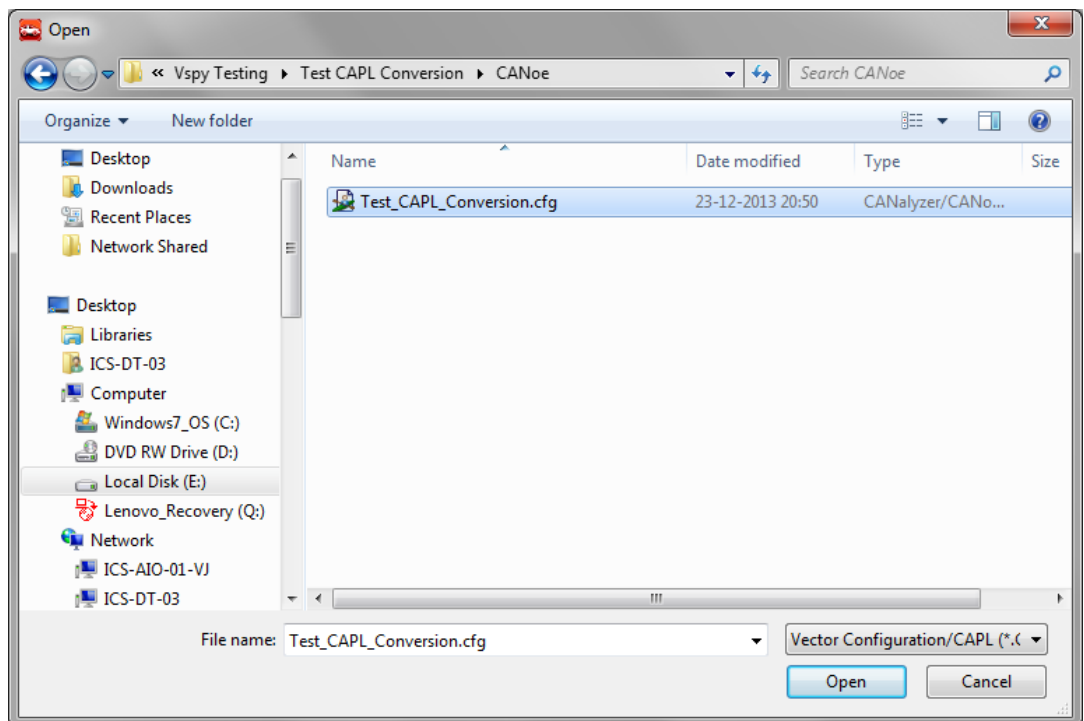 Open
« Vspy Testing ▸ Test CAPL Conversion ▸ CANoe
Search CANoe
Organize
New folder
Name
Date modified
Type
Size
Test_CAPL_Conversion.cfg
23-12-2013 20:50
CANalyzer/CANo...
Desktop
Downloads
Recent Places
Network Shared
Desktop
Libraries
ICS-DT-03
Computer
Windows7_OS (C:)
DVD RW Drive (D:)
Local Disk (E:)
Lenovo_Recovery (Q:)
Network
ICS-AIO-01-VJ
ICS-DT-03
File name: Test_CAPL_Conversion.cfg
Vector Configuration/CAPL (*.
Open
Cancel